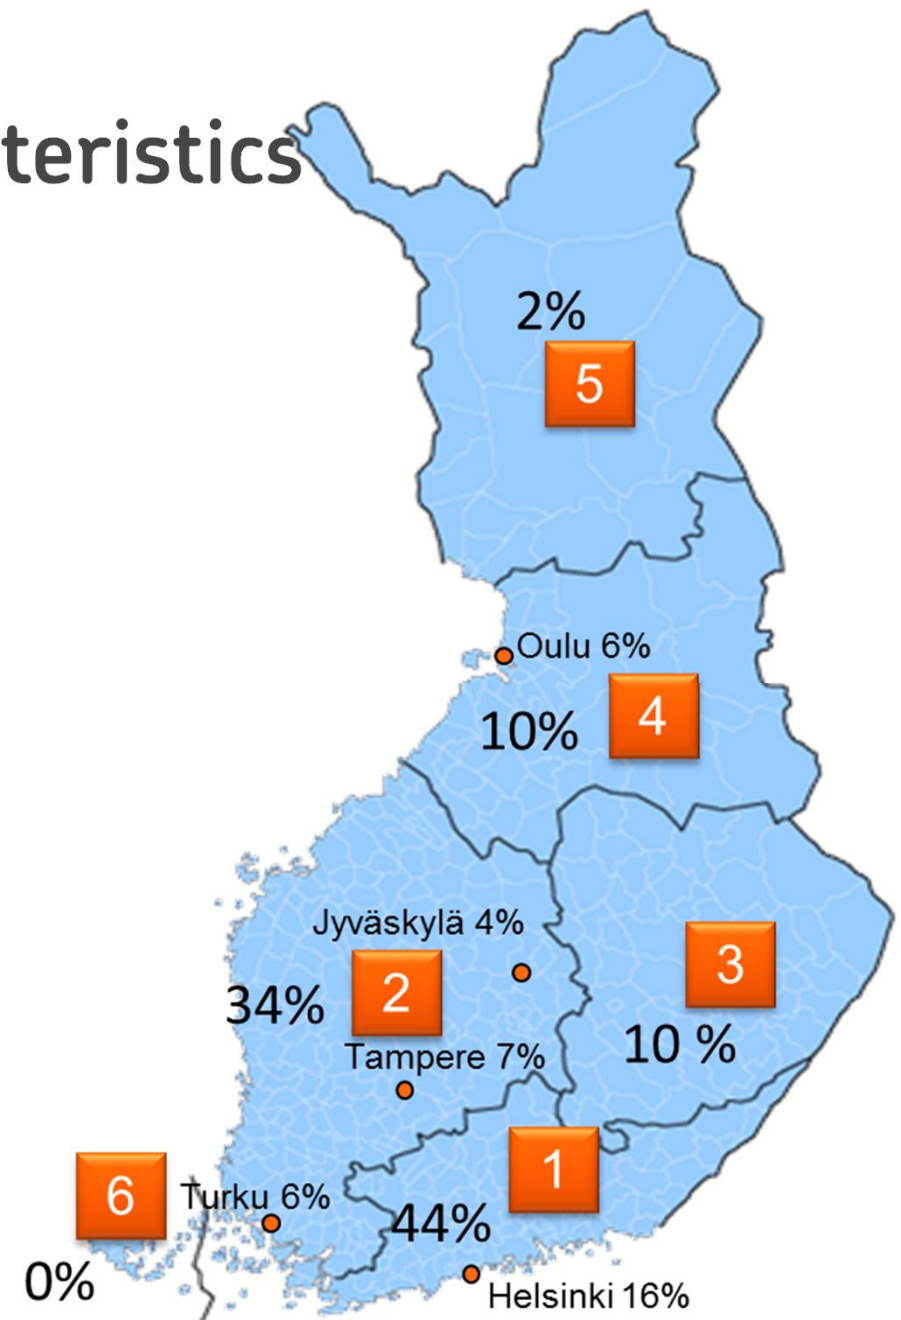 teristics
2%
5
Oulu 6%
4
10%
Jyväskylä 4%
3
2
34%
10 %
Tampere 7%
1
6
Turku 6%
44%
0%
Helsinki 16%